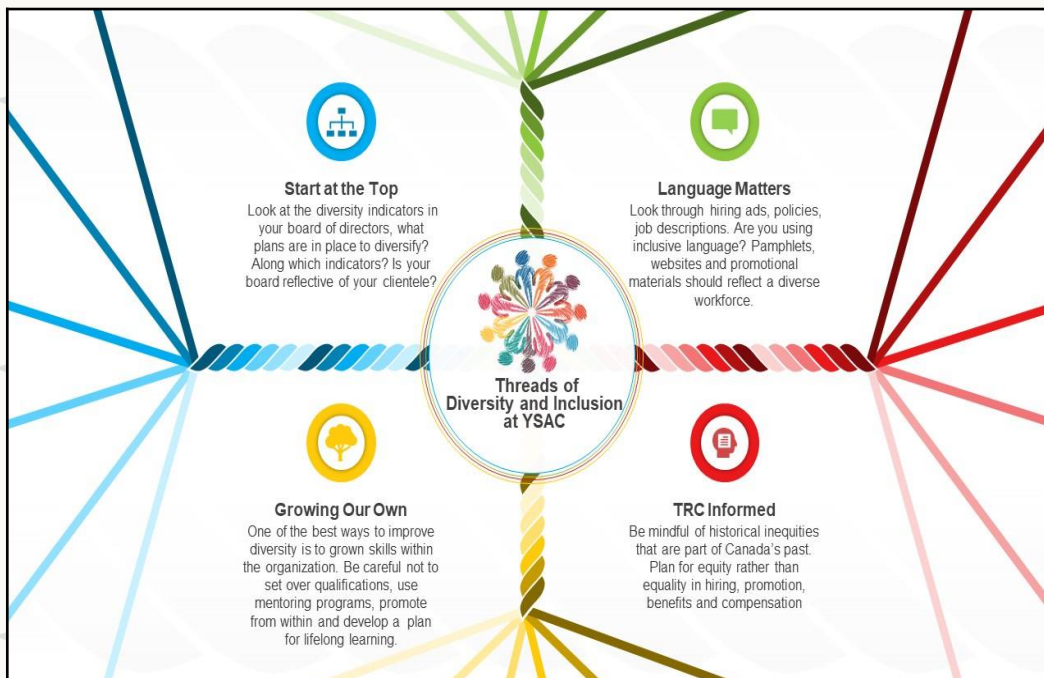 Start at the Top
Look at the diversity indicators in
your board of directors, what
plans are in place to diversify?
Along which indicators? Is your
board reflective of your clientele?
Language Matters
Look through hiring ads, policies,
job descriptions. Are you using
inclusive language? Pamphlets,
websites and promotional
materials should reflect a diverse
workforce.
Threads of
Diversity and Inclusion
at YSAC
Growing Our Own
One of the best ways to improve
diversity is to grown skills within
the organization. Be careful not to
set over qualifications, use
mentoring programs, promote
from within and develop a plan
for lifelong learning.
TRC Informed
Be mindful of historical inequities
that are part of Canada's past.
Plan for equity rather than
equality in hiring, promotion,
benefits and compensation